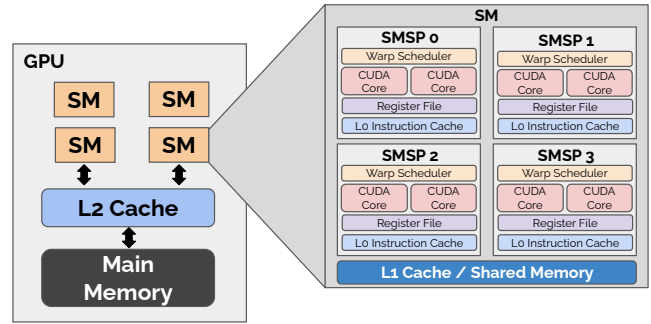 GPU
SM
SM
SM
SM
L2 Cache
Main
Memory
SM
SMSP 0
Warp Scheduler
CUDA
Core
CUDA
Core
Register File
L0 Instruction Cache
SMSP 1
Warp Scheduler
CUDA
Core
CUDA
Core
Register File
L0 Instruction Cache
SMSP 2
Warp Scheduler
CUDA
Core
CUDA
Core
Register File
L0 Instruction Cache
SMSP 3
Warp Scheduler
CUDA
Core
CUDA
Core
Register File
L0 Instruction Cache
L1 Cache / Shared Memory